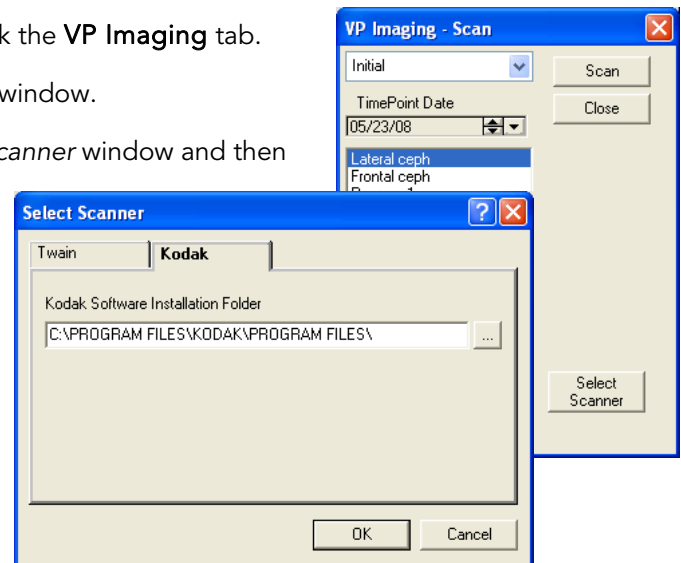 k the VP Imaging tab.
window.
canner window and then
VP Imaging - Scan
Initial
Scan
TimePoint Date
Close
05/23/08
Lateral ceph
Frontal ceph
Select
Scanner
Select Scanner
Twain
Kodak
Kodak Software Installation Folder
C:\PROGRAM FILES\KODAK\PROGRAM FILES\
...
OK
Cancel